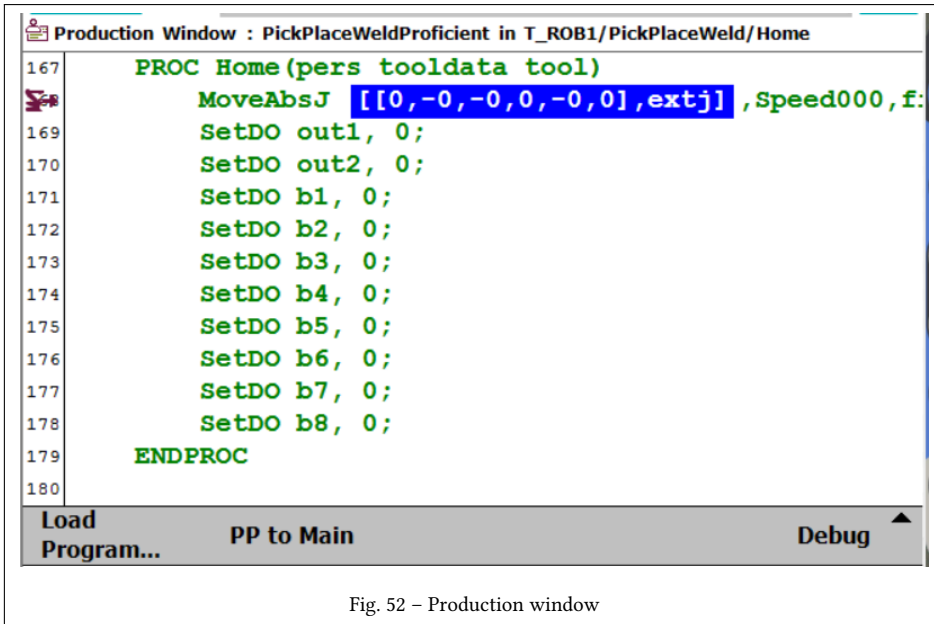 Production Window : PickPlaceWeldProficient in T_ROB1/PickPlaceWeld/Home
167 PROC Home(pers tooldata tool)
MoveAbsJ [[0,-0,-0,0,-0,0],extj] ,Speed000,f
169 SetDO out1, 0;
170 SetDO out2, 0;
171 SetDO b1, 0;
172 SetDO b2, 0;
173 SetDO b3, 0;
174 SetDO b4, 0;
175 SetDO b5, 0;
176 SetDO b6, 0;
177 SetDO b7, 0;
178 SetDO b8, 0;
179 ENDPROC
180
Load Program... PP to Main Debug
Fig. 52 – Production window